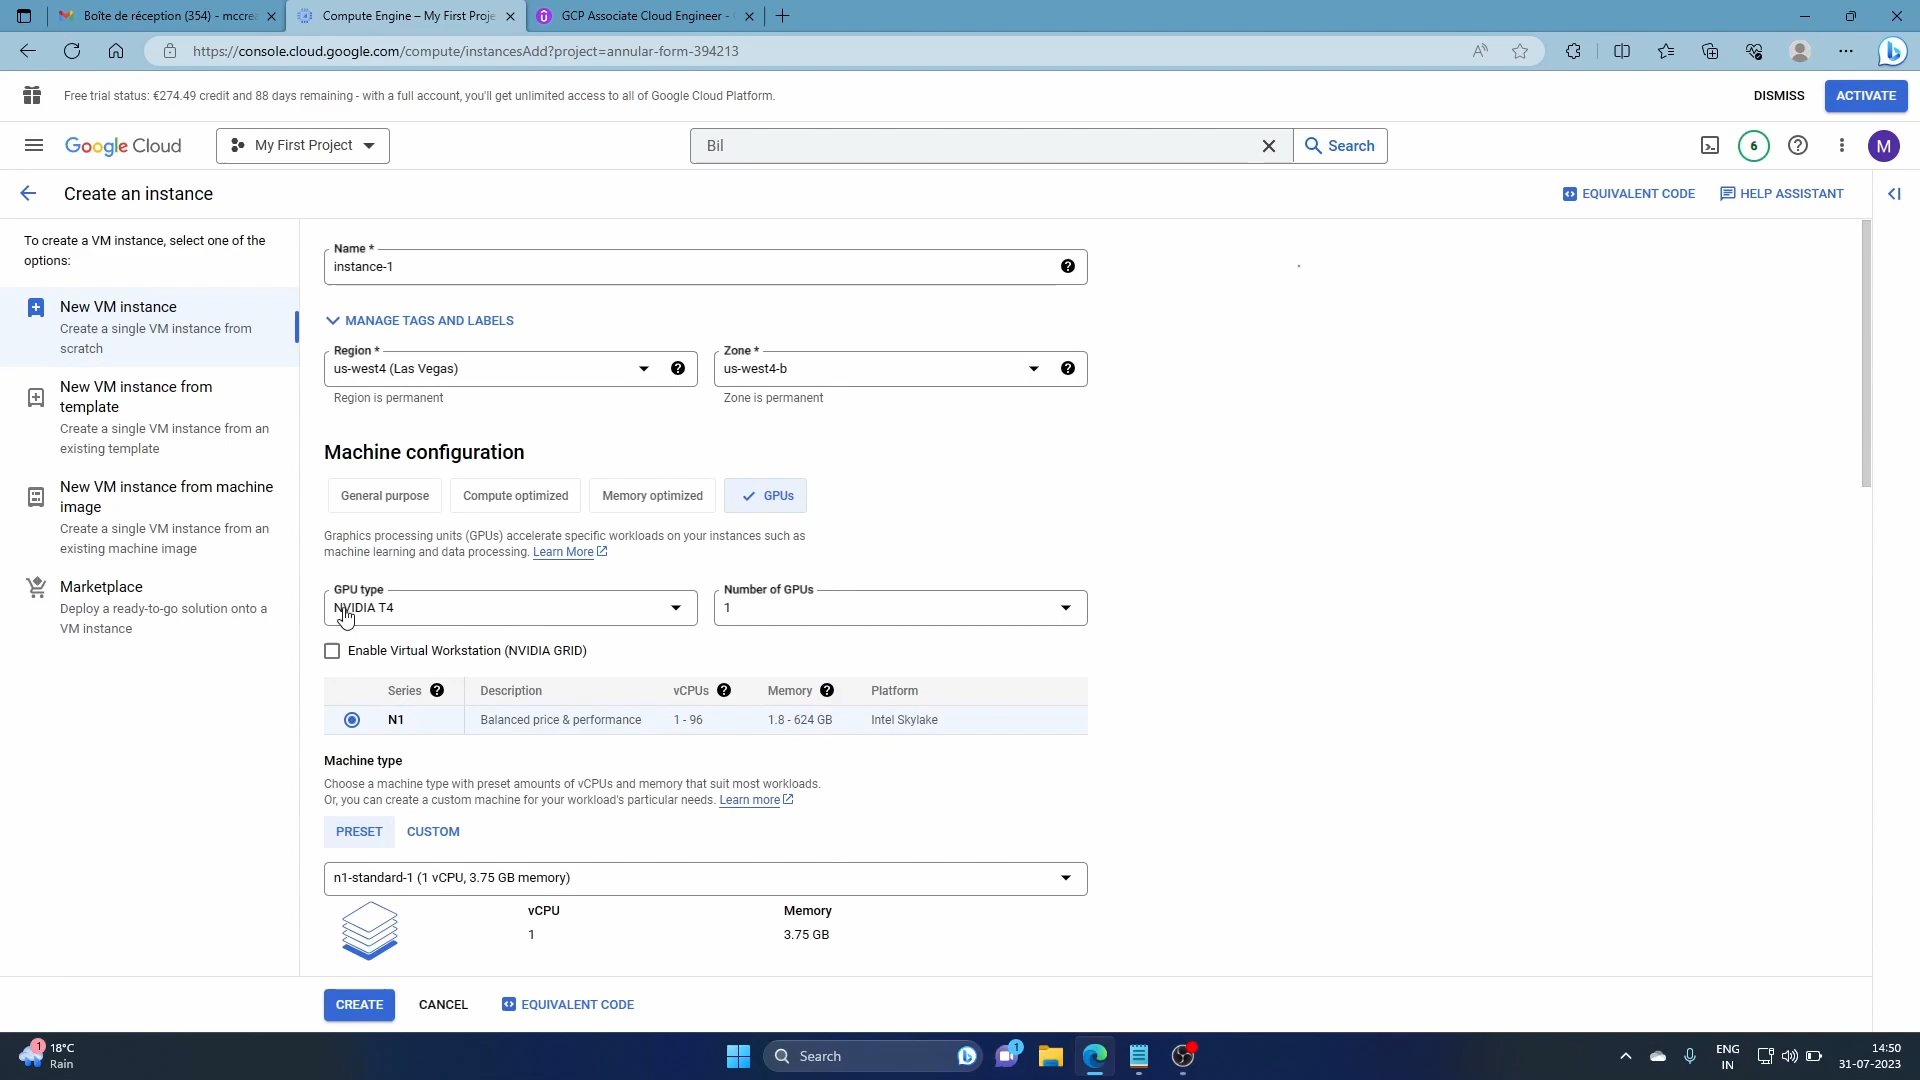 Boîte de réception (354) - mccrea
Compute Engine – My First Proje
GCP Associate Cloud Engineer -
https://console.cloud.google.com/compute/instancesAdd?project=annular-form-394213
Free trial status: €274.49 credit and 88 days remaining - with a full account, you'll get unlimited access to all of Google Cloud Platform.
DISMISS
ACTIVATE
Google Cloud
My First Project
Bil
Search
6
M
Create an instance
EQUIVALENT CODE
HELP ASSISTANT
To create a VM instance, select one of the
options:
New VM instance
Create a single VM instance from
scratch
New VM instance from
template
Create a single VM instance from an
existing template
New VM instance from machine
image
Create a single VM instance from an
existing machine image
Marketplace
Deploy a ready-to-go solution onto a
VM instance
Name *
instance-1
MANAGE TAGS AND LABELS
Region *
us-west4 (Las Vegas)
Region is permanent
Zone *
us-west4-b
Zone is permanent
Machine configuration
General purpose
Compute optimized
Memory optimized
GPUs
Graphics processing units (GPUs) accelerate specific workloads on your instances such as
machine learning and data processing. Learn More
GPU type
NVIDIA T4
Number of GPUs
1
Enable Virtual Workstation (NVIDIA GRID)
Series Description vCPUs Memory Platform
N1 Balanced price & performance 1 - 96 1.8 - 624 GB Intel Skylake
Machine type
Choose a machine type with preset amounts of vCPUs and memory that suit most workloads.
Or, you can create a custom machine for your workload's particular needs. Learn more
PRESET
CUSTOM
n1-standard-1 (1 vCPU, 3.75 GB memory)
vCPU
1
Memory
3.75 GB
CREATE
CANCEL
EQUIVALENT CODE
1
18°C
Rain
Search
1
ENG
IN
14:50
31-07-2023